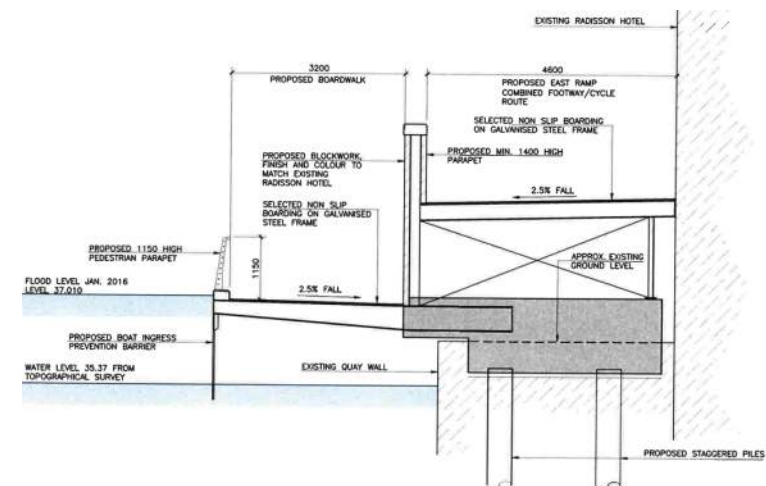 EXISTING RADISSON HOTEL
3200
PROPOSED BOARDWALK
4600
PROPOSED EAST RAMP
COMBINED FOOTWAY/CYCLE
ROUTE
SELECTED NON SLIP BOARDING
ON GALVANISED STEEL FRAME
PROPOSED BLOCKWORK,
FINISH AND COLOUR TO
MATCH EXISTING
RADISSON HOTEL
PROPOSED MIN. 1400 HIGH
PARAPET
2.5% FALL
SELECTED NON SLIP
BOARDING ON GALVANISED
STEEL FRAME
PROPOSED 1150 HIGH
PEDESTRIAN PARAPET
1150
APPROX. EXISTING
GROUND LEVEL
FLOOD LEVEL JAN. 2016
LEVEL 37.010
2.5% FALL
PROPOSED BOAT INGRESS
PREVENTION BARRIER
WATER LEVEL 35.37 FROM
TOPOGRAPHICAL SURVEY
EXISTING QUAY WALL
PROPOSED STAGGERED PILES